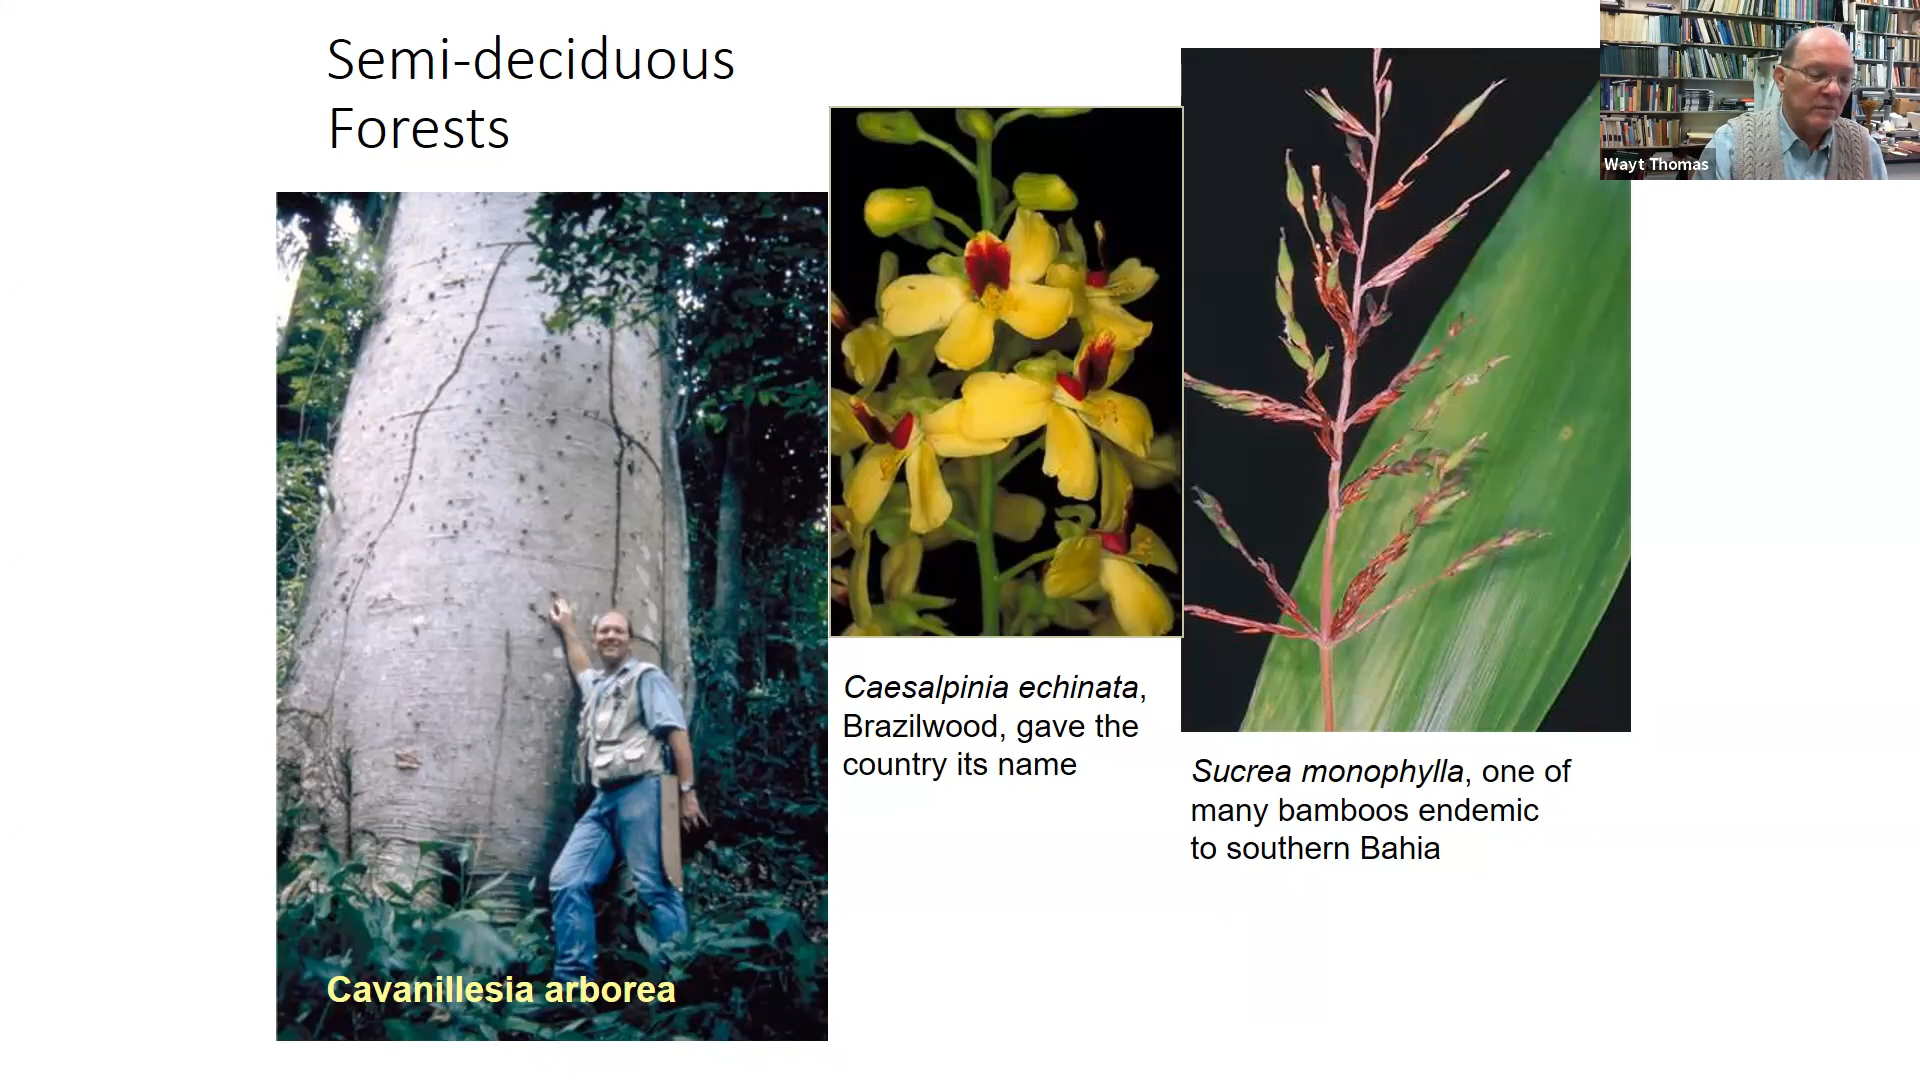 Semi-deciduous
Forests
Wayt Thomas
Caesalpinia echinata,
Brazilwood, gave the
country its name
Sucrea monophylla, one of
many bamboos endemic
to southern Bahia
Cavanillesia arborea